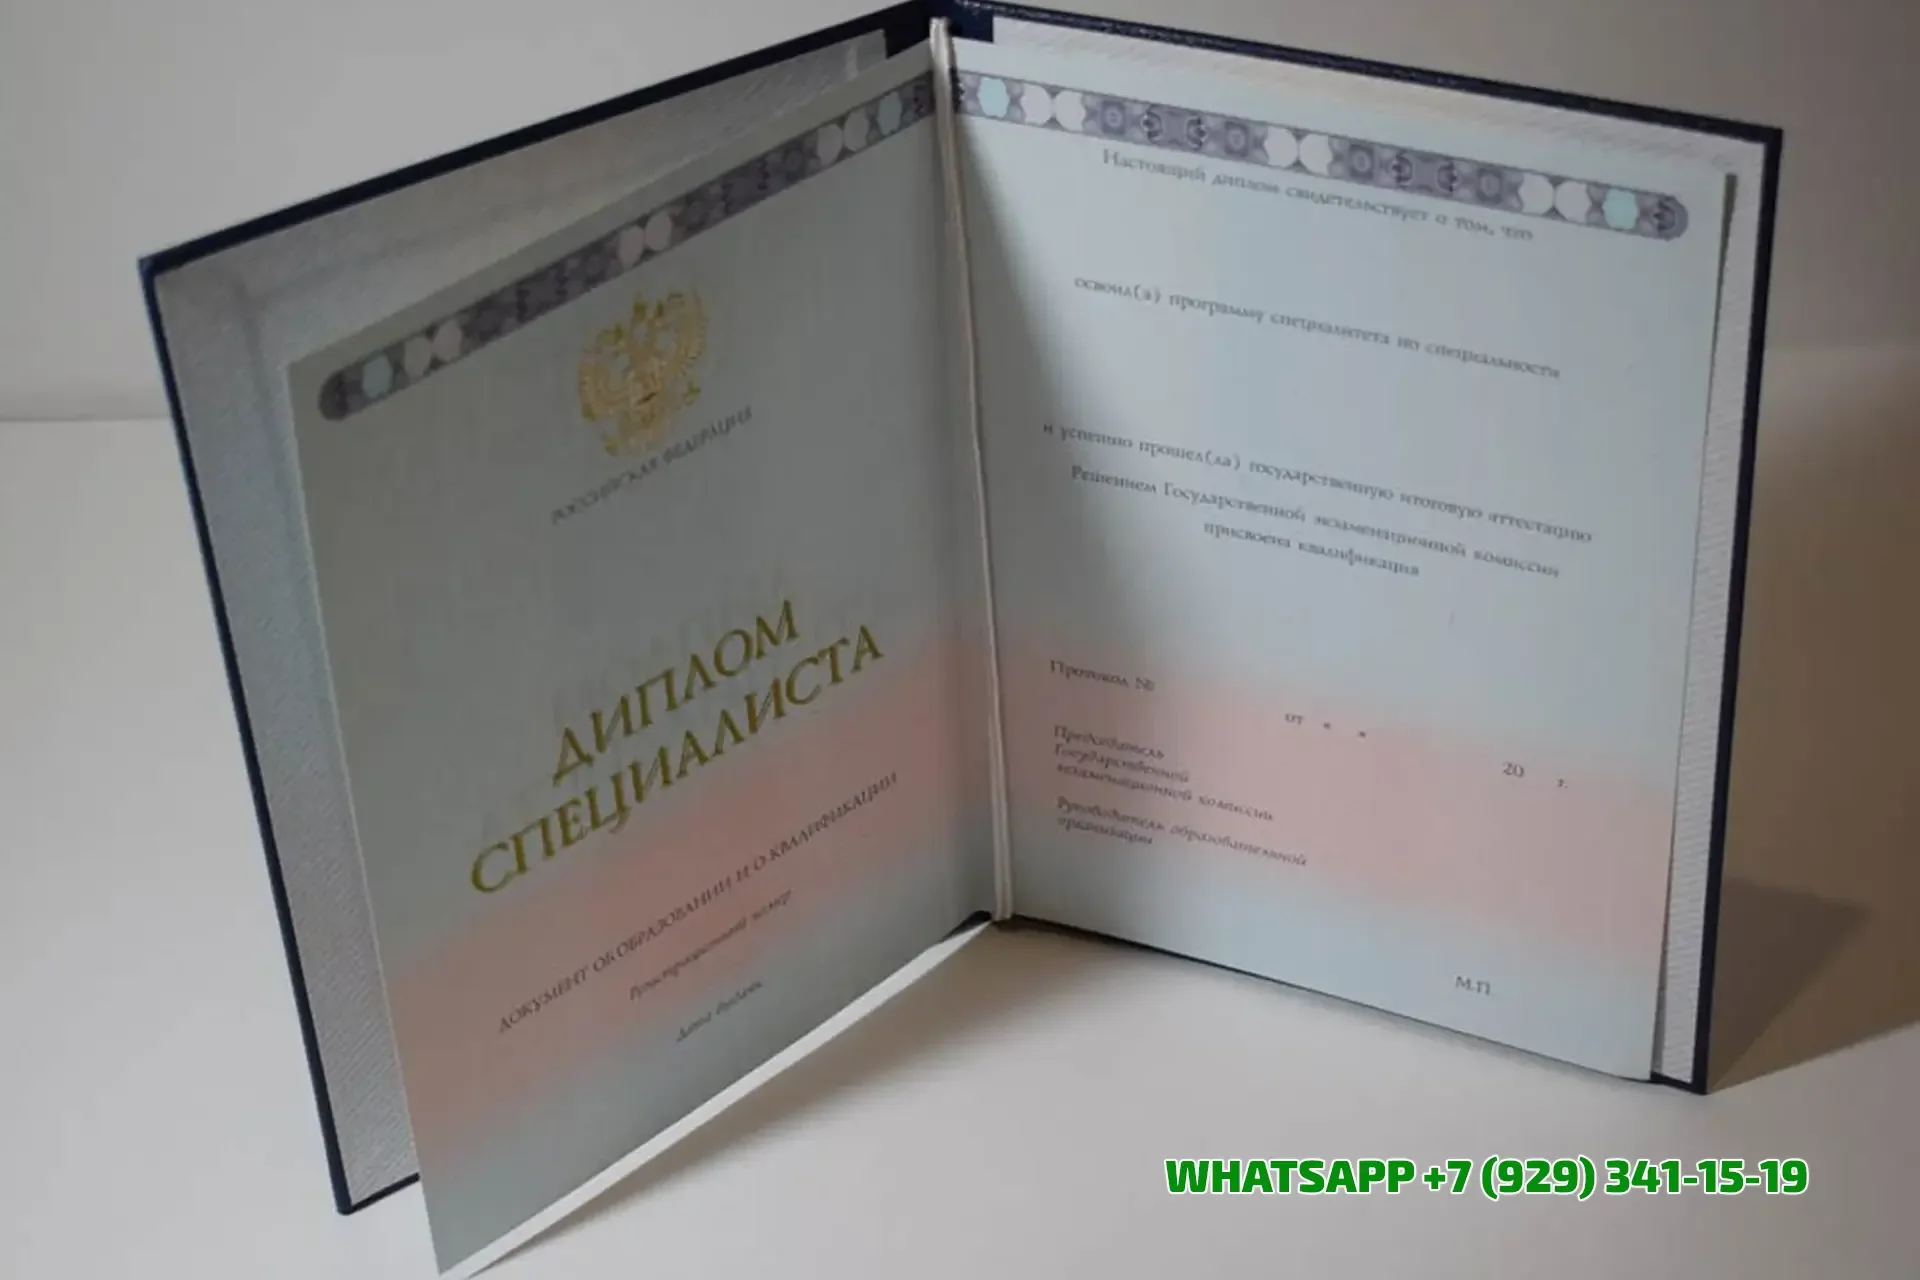 РОССИЙСКАЯ ФЕДЕРАЦИЯ
ДИПЛОМ
СПЕЦИАЛИСТА
ДОКУМЕНТ ОБ ОБРАЗОВАНИИ И О КВАЛИФИКАЦИИ
Регистрационный номер
Дата выдачи
Настоящий диплом свидетельствует о том, что
освоил(а) программу специалитета по специальности
и успешно прошел(ла) государственную итоговую аттестацию
Решением Государственной экзаменационной комиссии
присвоена квалификация
Протокол №
от « »
20 г.
Председатель
Государственной
экзаменационной комиссии
Руководитель образовательной
организации
М.П.
WHATSAPP +7 (929) 341-15-19